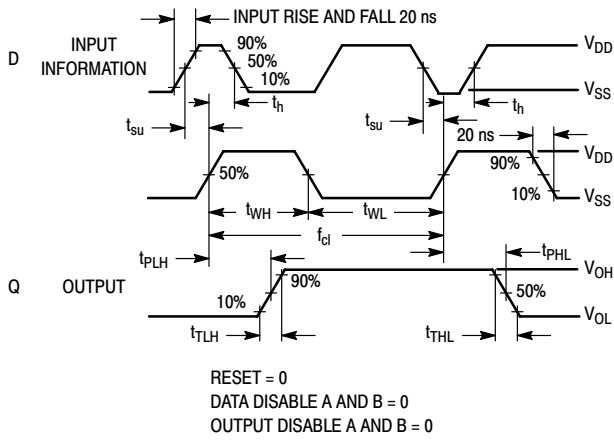 INPUT RISE AND FALL 20 ns
D
INPUT
INFORMATION
90%
50%
10%
V_DD
V_SS
t_h
t_su
t_su
t_h
20 ns
V_DD
50%
90%
10%
V_SS
t_WH
t_WL
f_cl
t_PLH
t_PHL
Q
OUTPUT
90%
10%
V_OH
50%
V_OL
t_TLH
t_THL
RESET = 0
DATA DISABLE A AND B = 0
OUTPUT DISABLE A AND B = 0